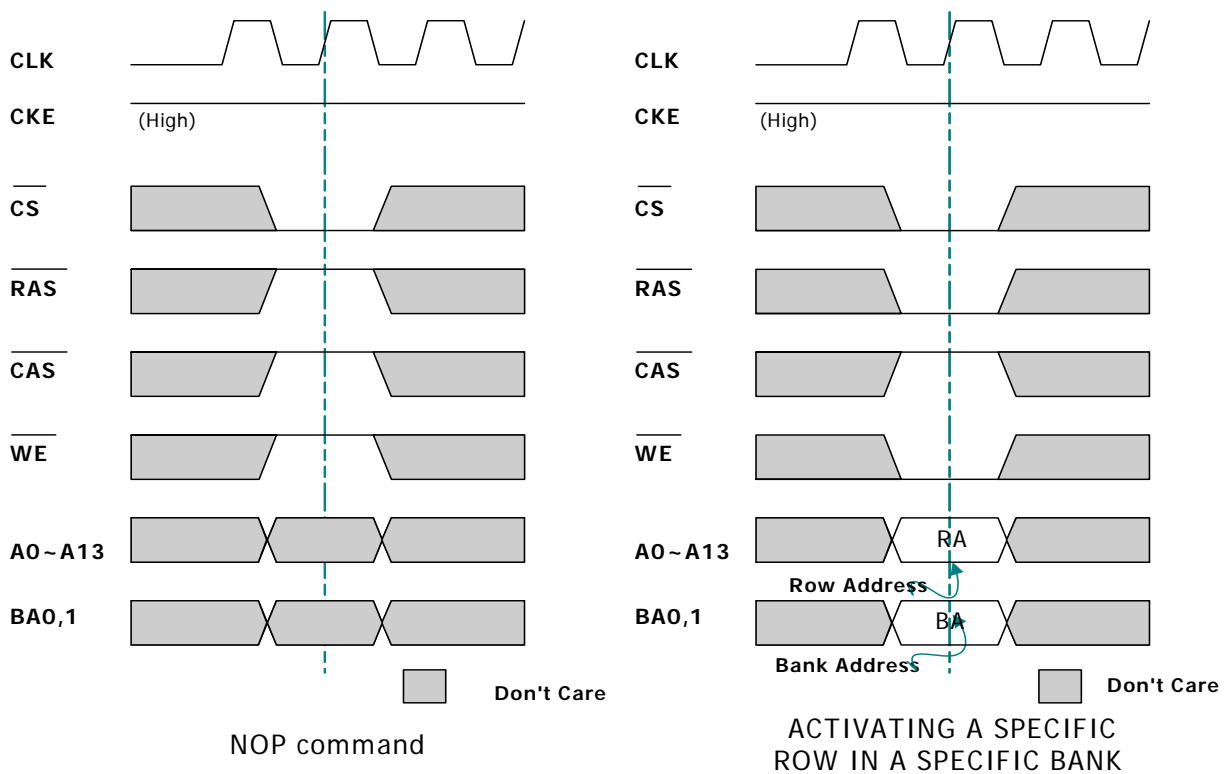 CLK
CKE
(High)
CS
RAS
CAS
WE
A0~A13
BA0,1
Don't Care
NOP command
CLK
CKE
(High)
CS
RAS
CAS
WE
A0~A13
RA
Row Address
BA0,1
BA
Bank Address
Don't Care
ACTIVATING A SPECIFIC
ROW IN A SPECIFIC BANK